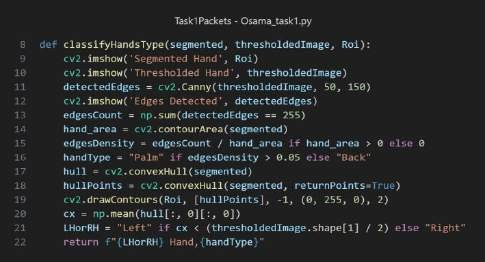 Task1Packets - Osama_task1.py
8 def classifyHandsType(segmented, thresholdedImage, Roi):
9 cv2.imshow('Segmented Hand', Roi)
10 cv2.imshow('Thresholded Hand', thresholdedImage)
11 detectedEdges = cv2.Canny(thresholdedImage, 50, 150)
12 cv2.imshow('Edges Detected', detectedEdges)
13 edgesCount = np.sum(detectedEdges == 255)
14 hand_area = cv2.contourArea(segmented)
15 edgesDensity = edgesCount / hand_area if hand_area > 0 else 0
16 handType = "Palm" if edgesDensity > 0.05 else "Back"
17 hull = cv2.convexHull(segmented)
18 hullPoints = cv2.convexHull(segmented, returnPoints=True)
19 cv2.drawContours(Roi, [hullPoints], -1, (0, 255, 0), 2)
20 cx = np.mean(hull[:, 0][:, 0])
21 LHorRH = "Left" if cx < (thresholdedImage.shape[1] / 2) else "Right"
22 return f"{LHorRH} Hand,{handType}"